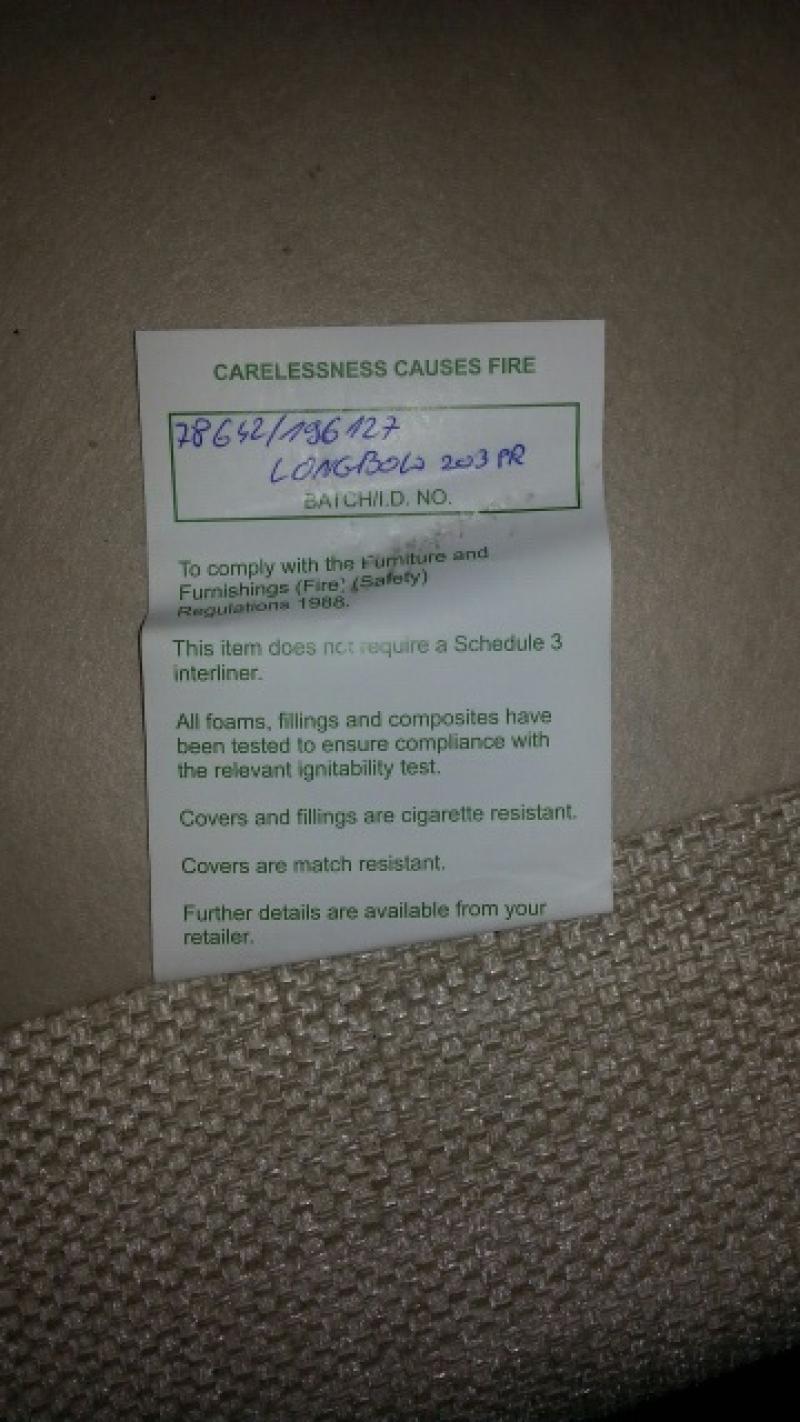 CARELESSNESS CAUSES FIRE
78642/196127
LONGBOW 203 PR
BATCH/I.D. NO.
To comply with the Furniture and
Furnishings (Fire) (Safety)
Regulations 1988.
This item does not require a Schedule 3
interliner.
All foams, fillings and composites have
been tested to ensure compliance with
the relevant ignitability test.
Covers and fillings are cigarette resistant.
Covers are match resistant.
Further details are available from your
retailer.